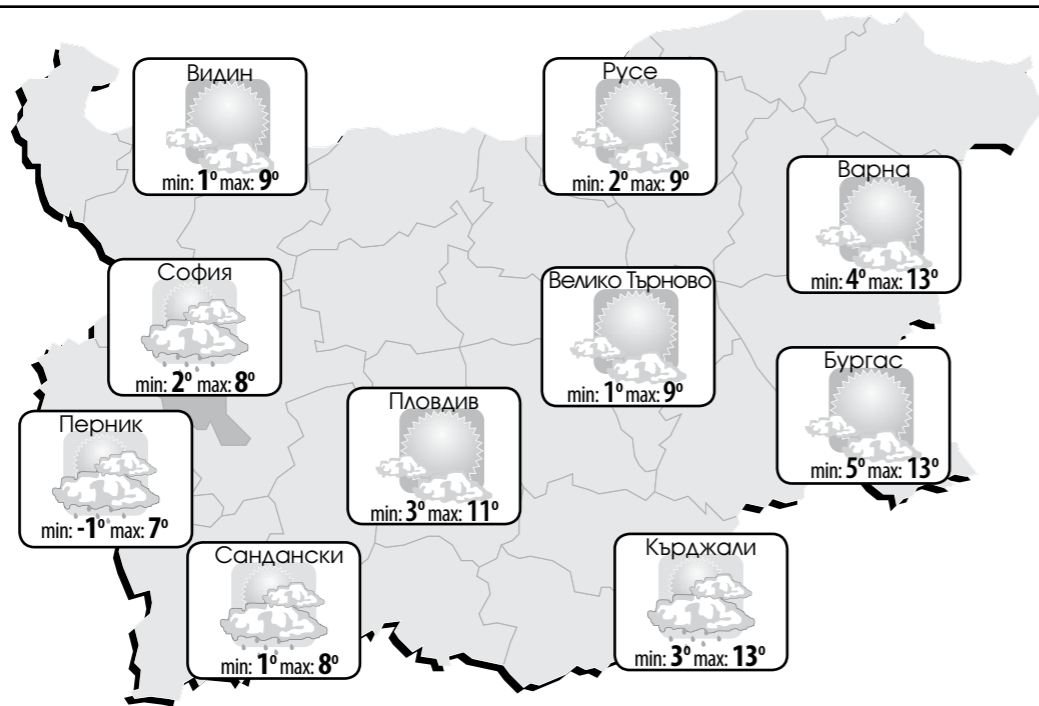 Видин
min: 1° max: 9°
Русе
min: 2° max: 9°
Варна
min: 4° max: 13°
София
min: 2° max: 8°
Велико Търново
min: 1° max: 9°
Бургас
min: 5° max: 13°
Пловдив
min: 3° max: 11°
Перник
min: -1° max: 7°
Сандански
min: 1° max: 8°
Кърджали
min: 3° max: 13°